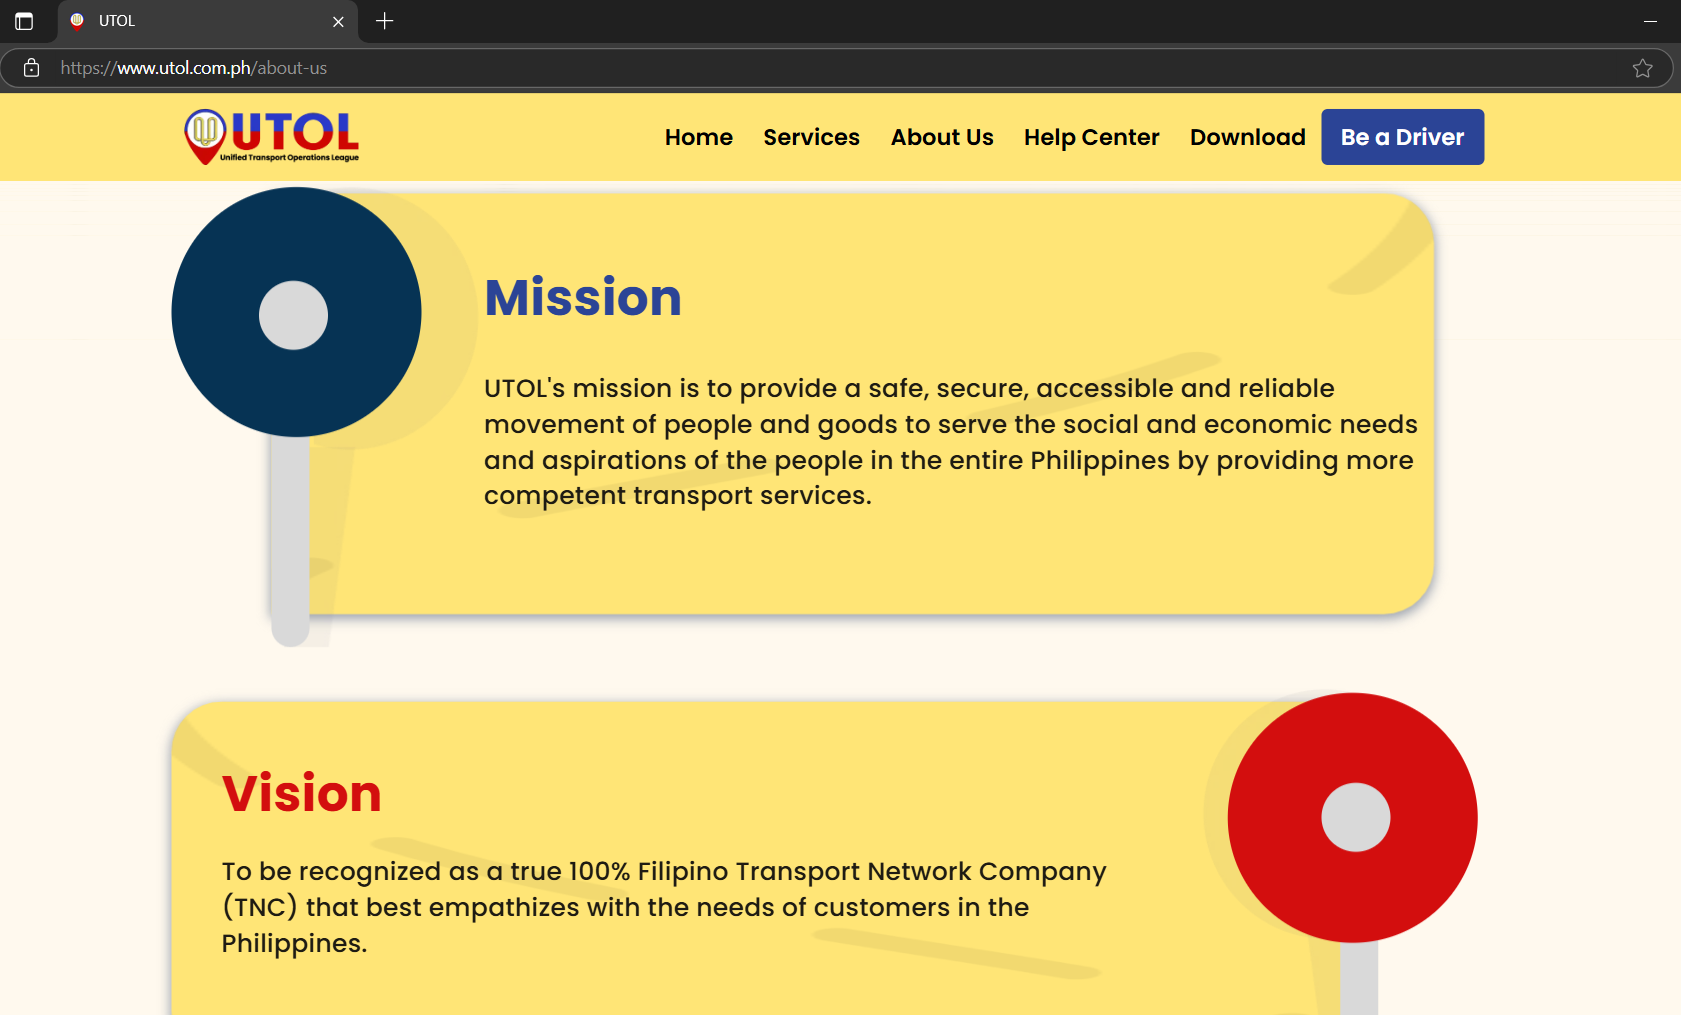 UTOL
https://www.utol.com.ph/about-us
UTOL
Unified Transport Operations League
Home Services About Us Help Center Download Be a Driver
Mission
UTOL's mission is to provide a safe, secure, accessible and reliable
movement of people and goods to serve the social and economic needs
and aspirations of the people in the entire Philippines by providing more
competent transport services.
Vision
To be recognized as a true 100% Filipino Transport Network Company
(TNC) that best empathizes with the needs of customers in the
Philippines.